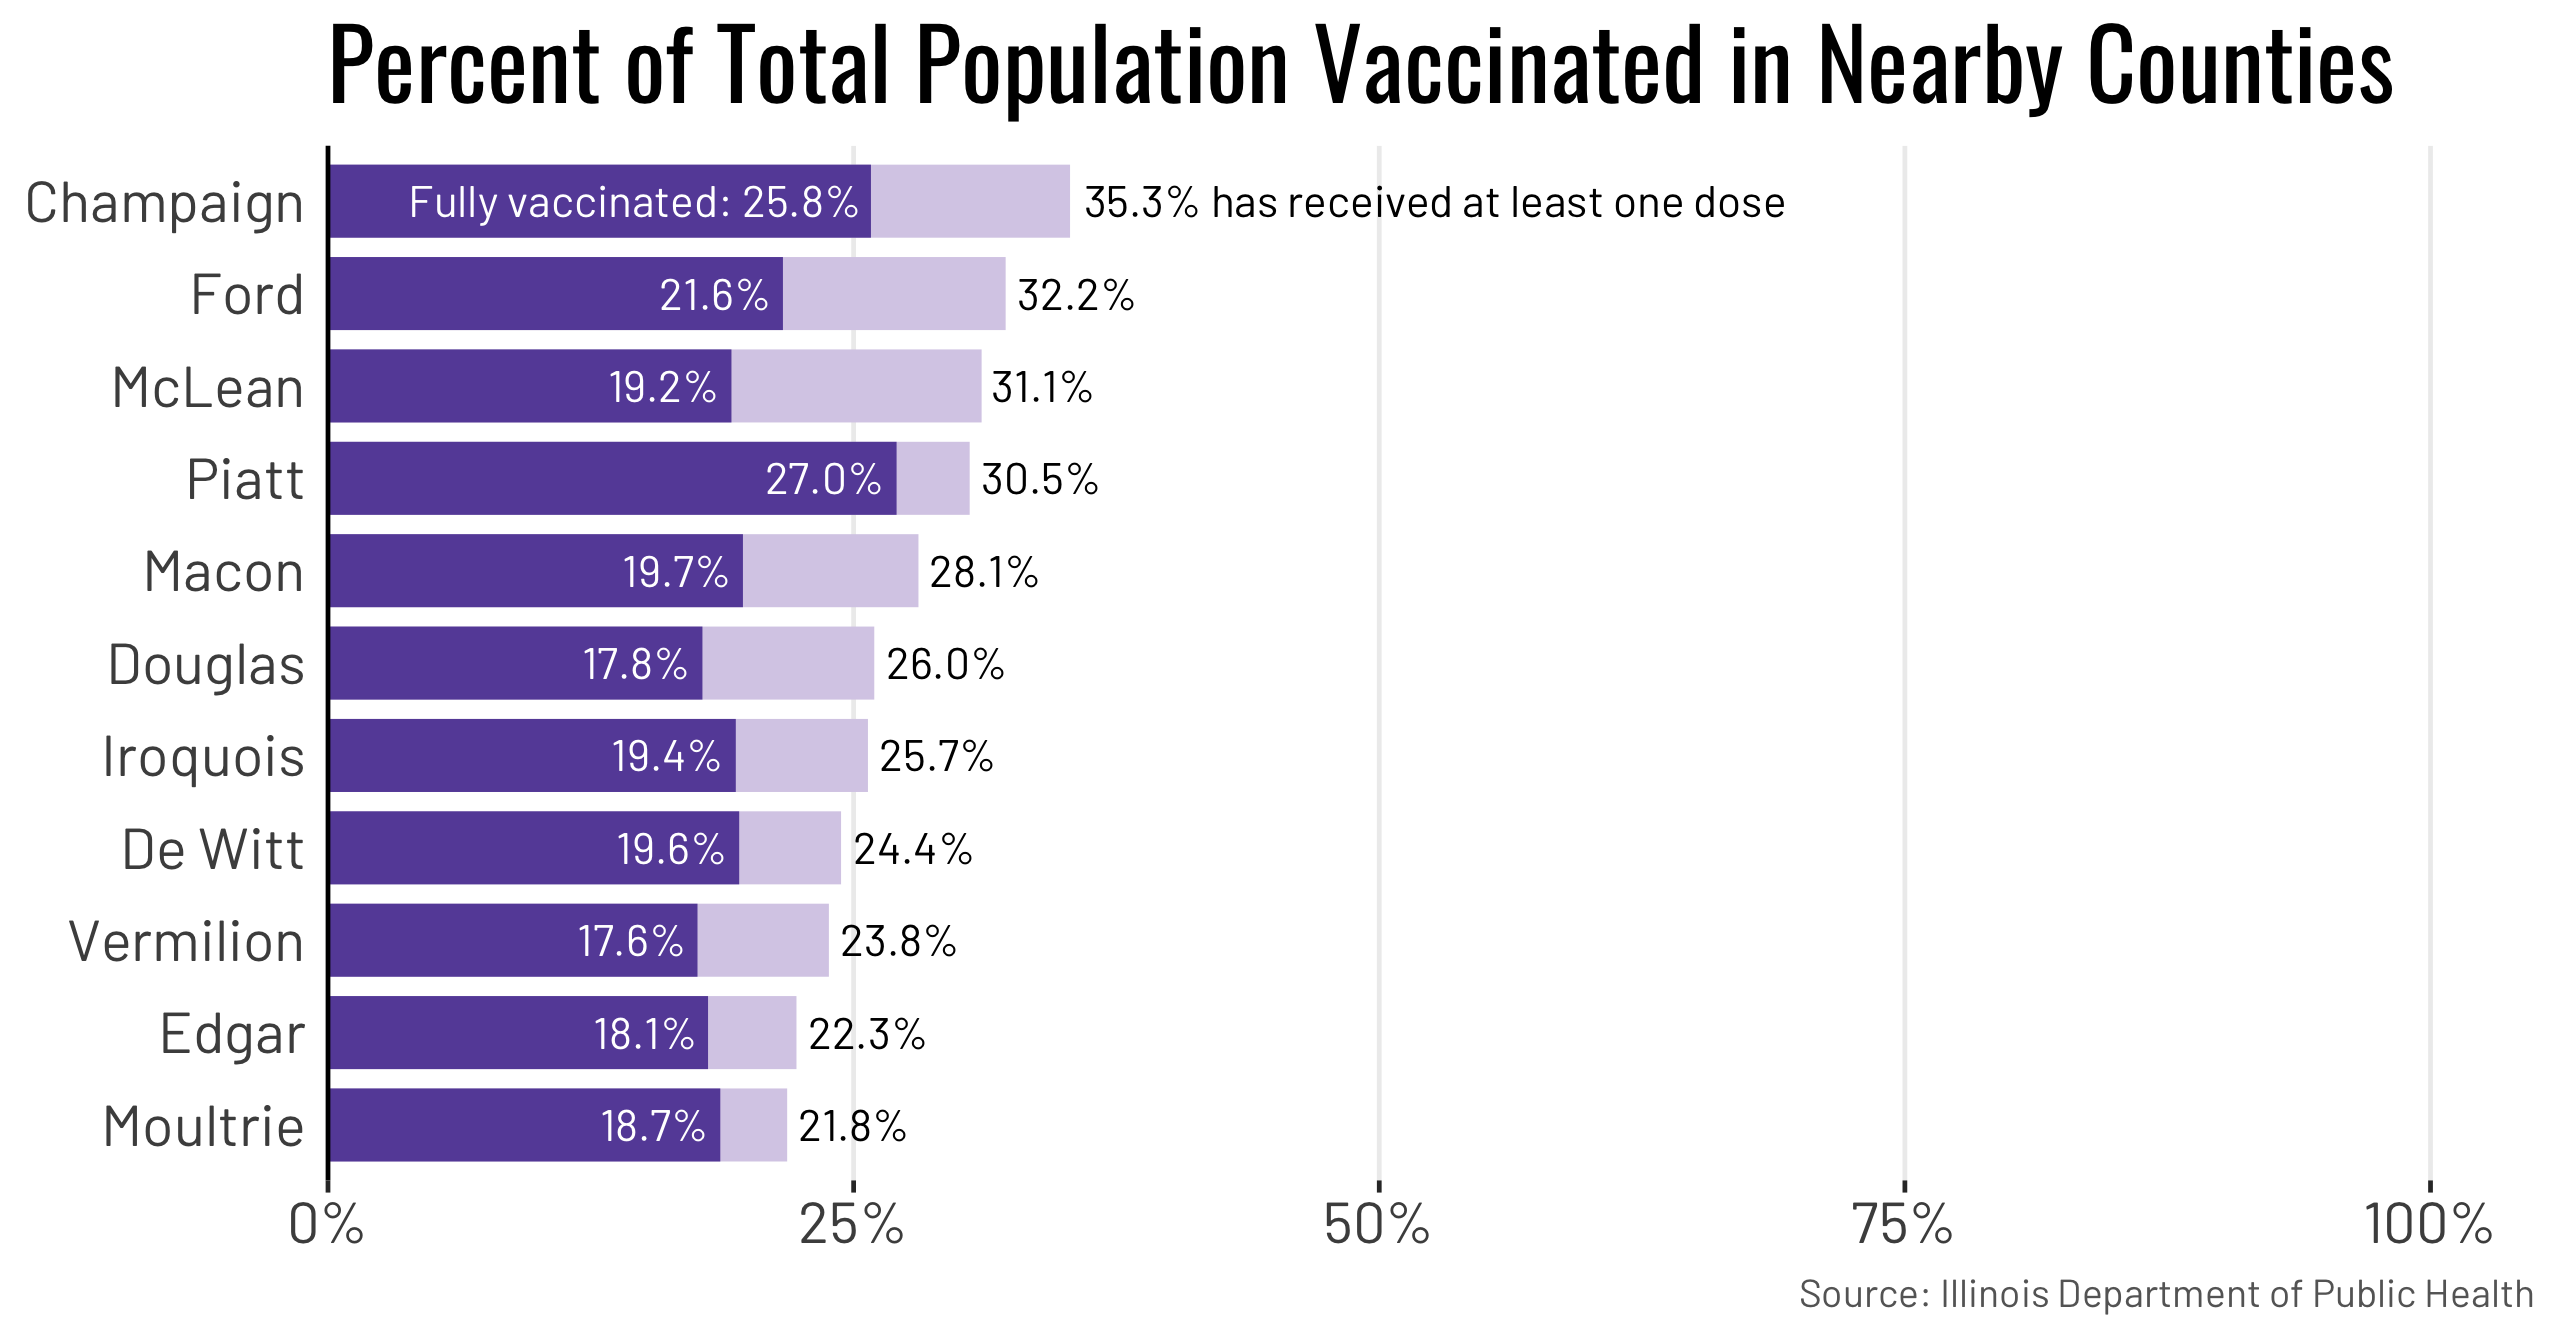 Percent of Total Population Vaccinated in Nearby Counties
Champaign Fully vaccinated: 25.8% 35.3% has received at least one dose
Ford 21.6% 32.2%
McLean 19.2% 31.1%
Piatt 27.0% 30.5%
Macon 19.7% 28.1%
Douglas 17.8% 26.0%
Iroquois 19.4% 25.7%
De Witt 19.6% 24.4%
Vermilion 17.6% 23.8%
Edgar 18.1% 22.3%
Moultrie 18.7% 21.8%
0% 25% 50% 75% 100%
Source: Illinois Department of Public Health